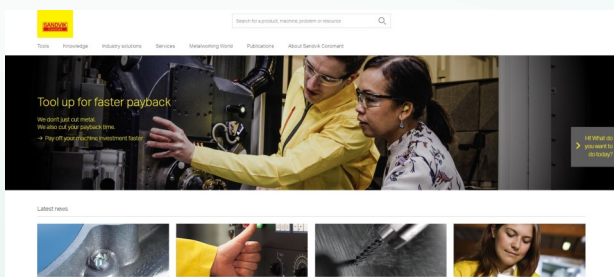 SANDVIK
Coromant
Search for a product, machine, problem or resource
Tools Knowledge Industry solutions Services Metalworking World Publications About Sandvik Coromant
Tool up for faster payback
We don't just cut metal.
We also cut your payback time.
→ Pay off your machine investment faster
Hi! What do
you want to
do today?
Latest news